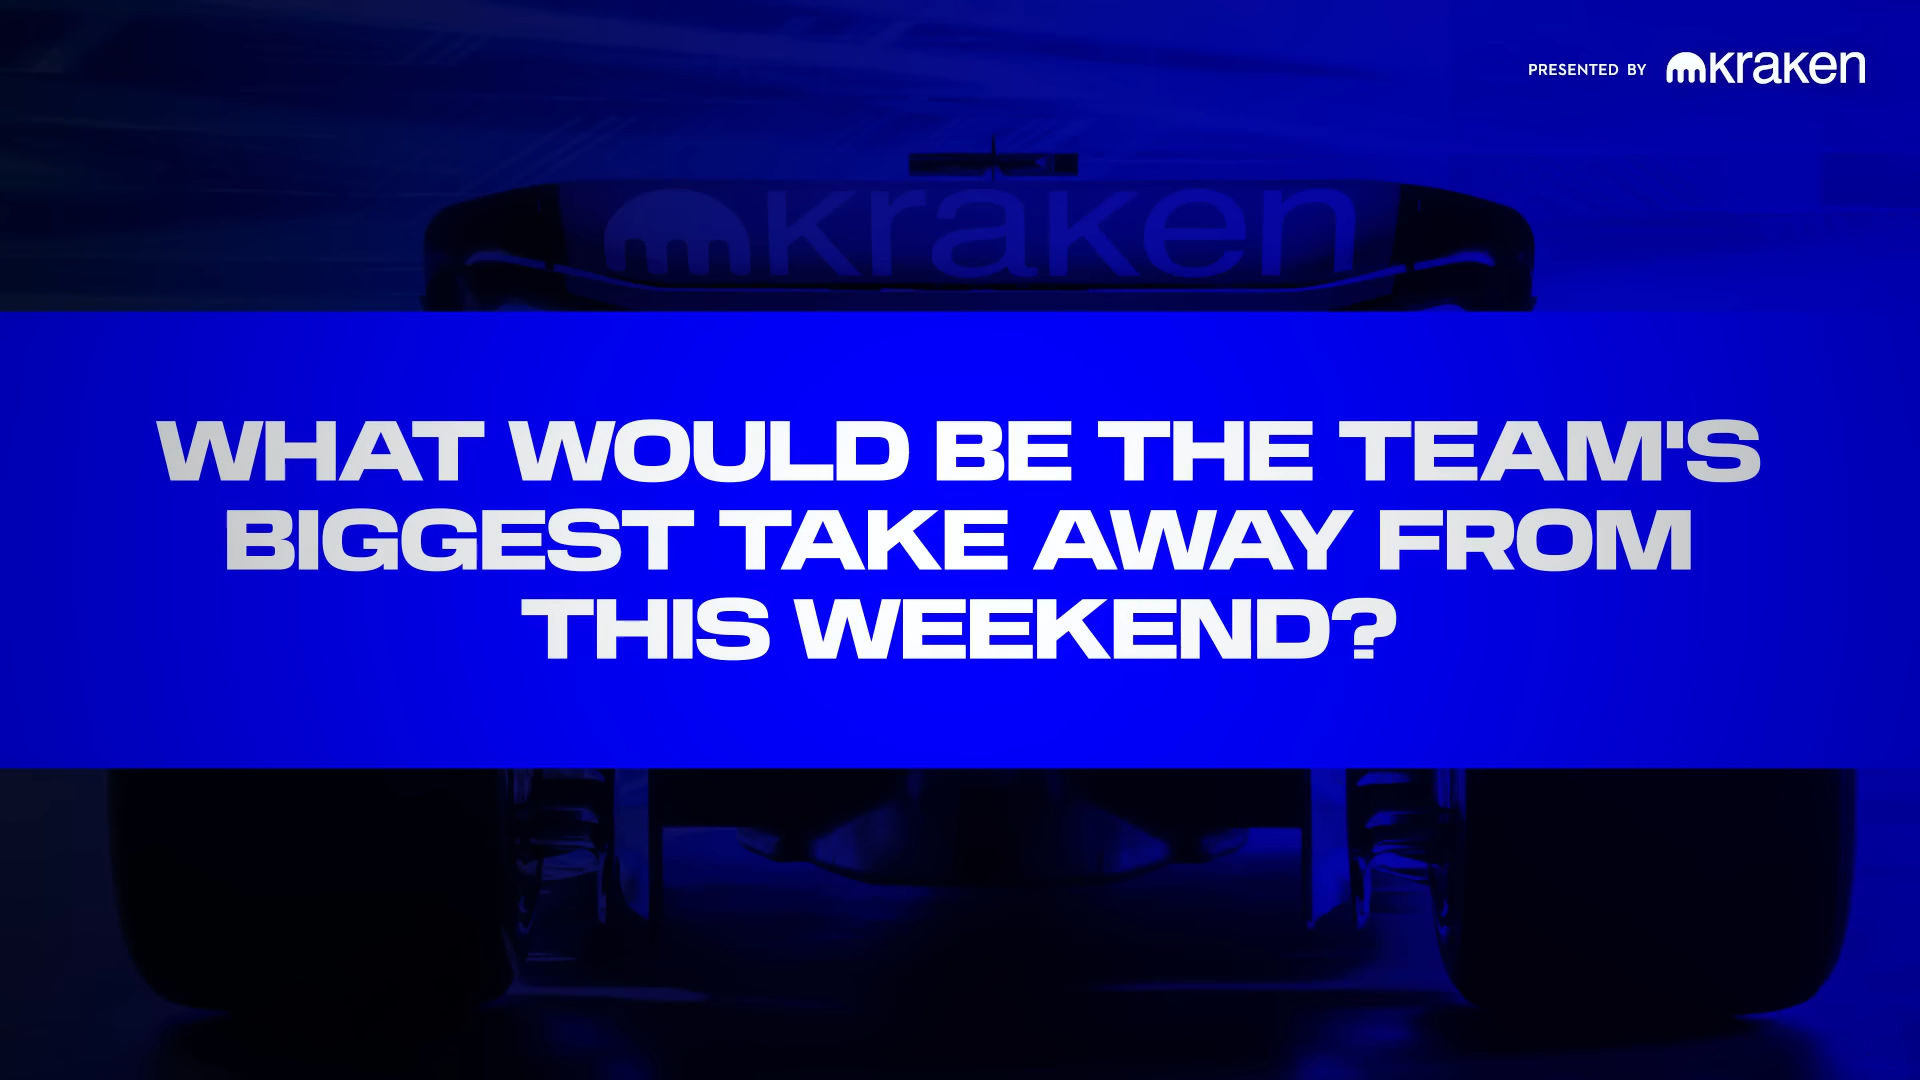 PRESENTED BY kraken
kraken
WHAT WOULD BE THE TEAM'S
BIGGEST TAKE AWAY FROM
THIS WEEKEND?